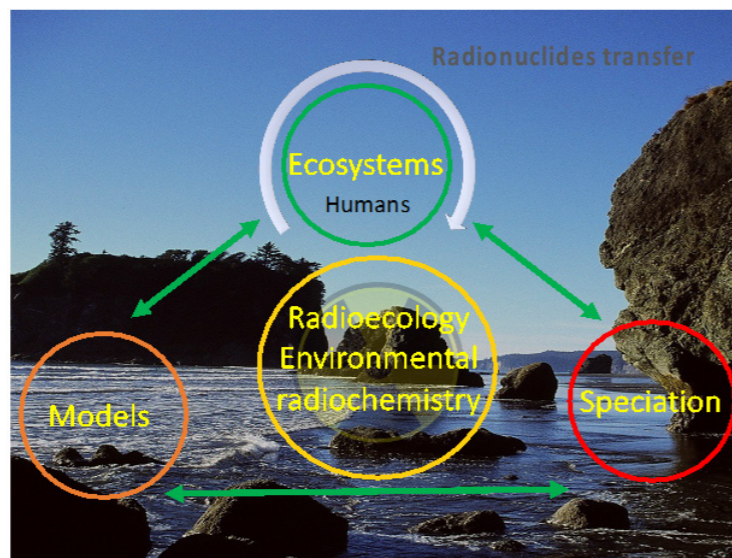 Radionuclides transfer
Ecosystems
Humans
Radioecology
Environmental
radiochemistry
Models
Speciation